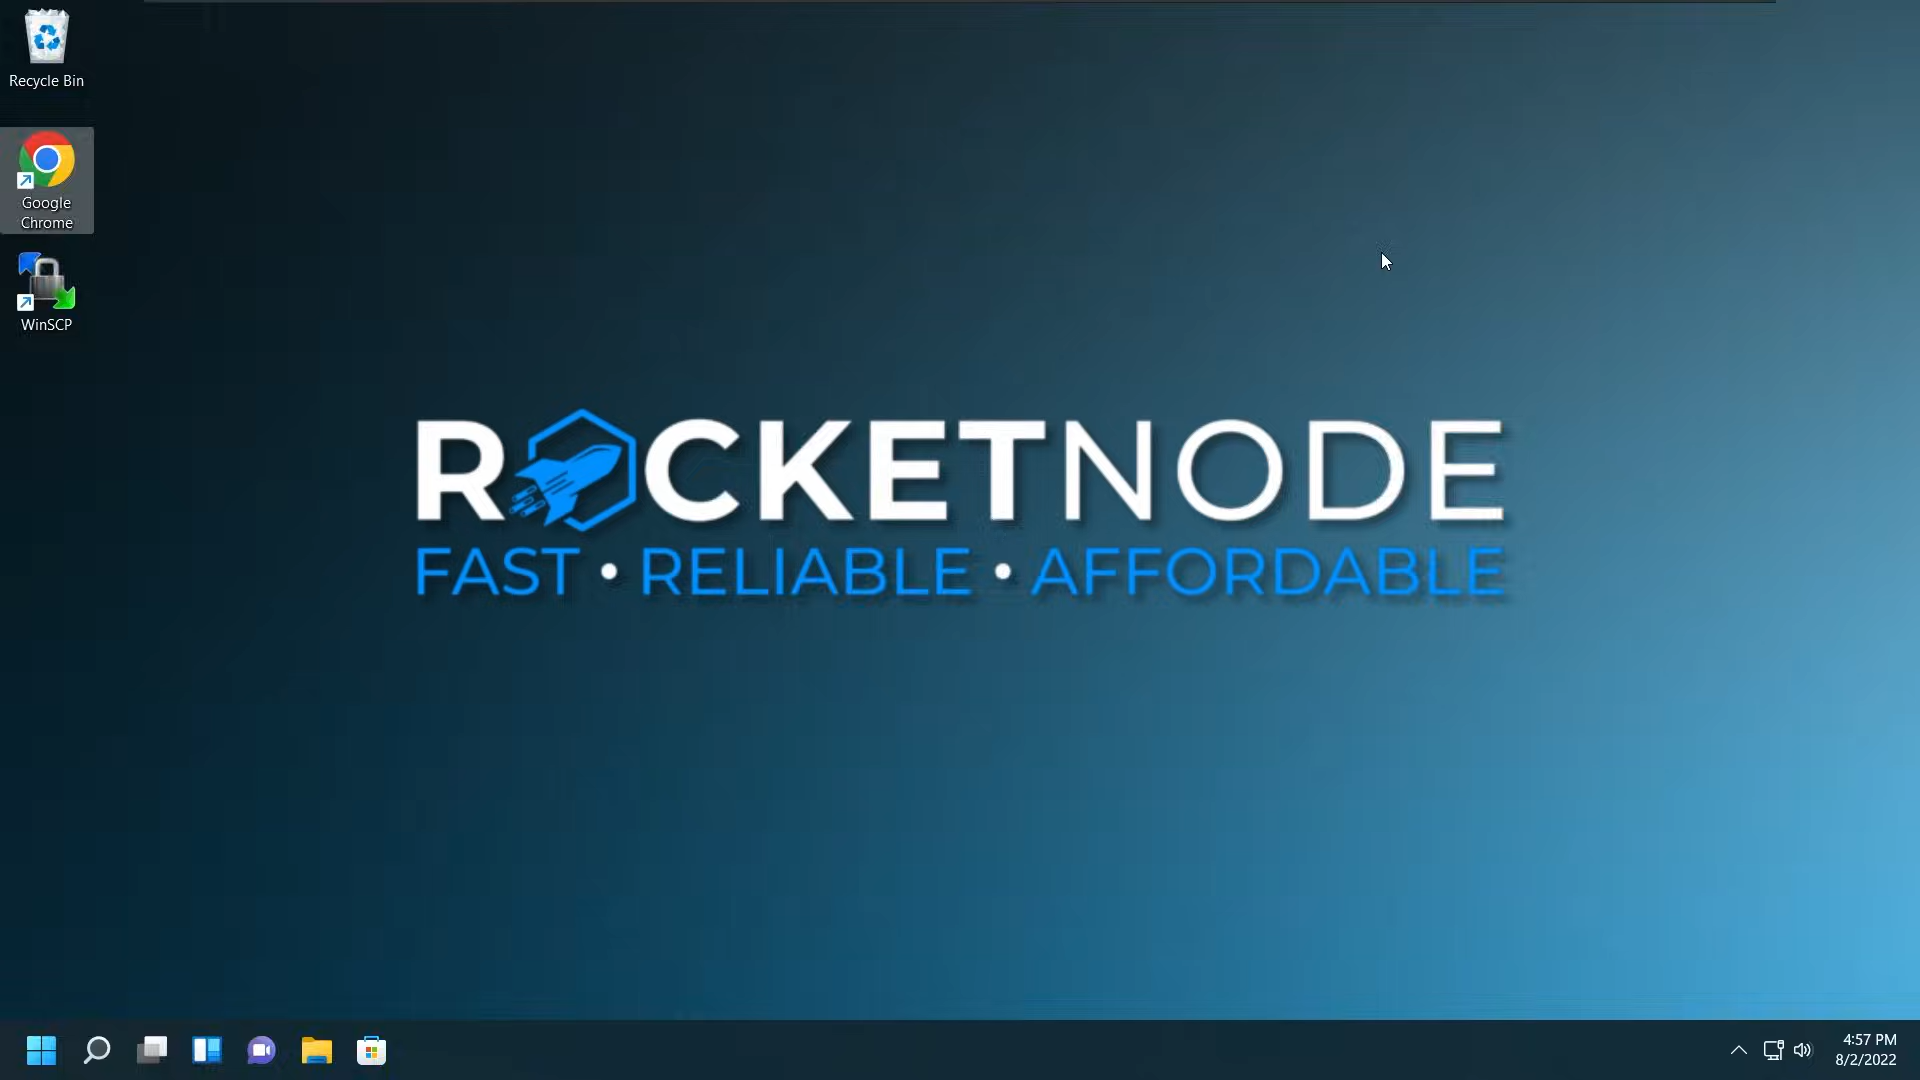 Recycle Bin
Google
Chrome
WinSCP
ROCKETNODE
FAST • RELIABLE • AFFORDABLE
4:57 PM
8/2/2022